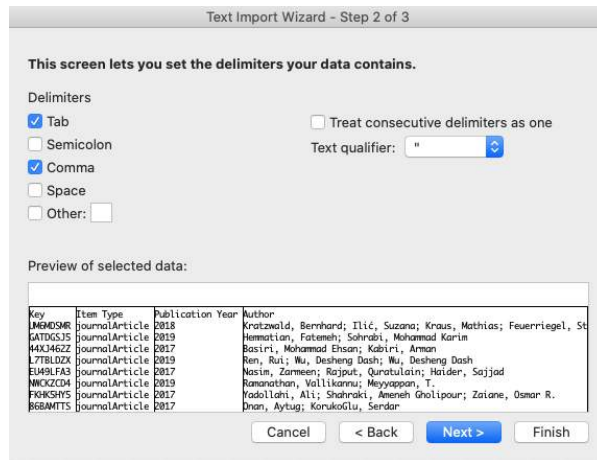 Text Import Wizard - Step 2 of 3
This screen lets you set the delimiters your data contains.
Delimiters
Tab
Treat consecutive delimiters as one
Semicolon
Text qualifier: "
Comma
Space
Other:
Preview of selected data:
Key Item Type Publication Year Author
UM6MDSMR journalArticle 2018 Kratzwald, Bernhard; Ilić, Suzana; Kraus, Mathias; Feuerriegel, St
GATDGSJ5 journalArticle 2019 Hemmatian, Fatemeh; Sohrabi, Mohammad Karim
44XJ46ZZ journalArticle 2017 Basiri, Mohammad Ehsan; Kabiri, Arman
L7TBLDZX journalArticle 2019 Ren, Rui; Wu, Desheng Dash; Wu, Desheng Dash
EU49LFA3 journalArticle 2017 Nasim, Zarmeen; Rajput, Quratulain; Haider, Sajjad
NWCKZCD4 journalArticle 2019 Ramanathan, Vallikannu; Meyyappan, T.
FKHK5HY5 journalArticle 2017 Yadollahi, Ali; Shahraki, Ameneh Gholipour; Zaiane, Osmar R.
86BAMTTS journalArticle 2017 Onan, Aytug; KorukoGlu, Serdar
Cancel < Back Next > Finish